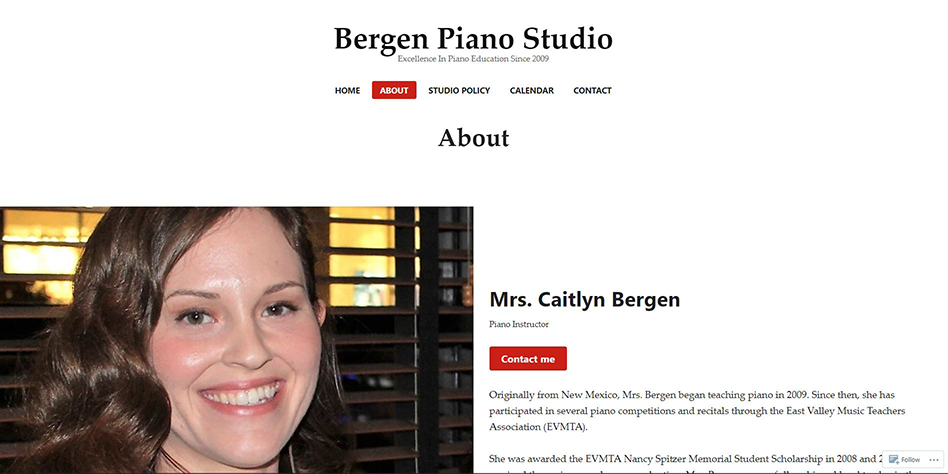 Bergen Piano Studio
Excellence In Piano Education Since 2009
HOME ABOUT STUDIO POLICY CALENDAR CONTACT
About
Mrs. Caitlyn Bergen
Piano Instructor
Contact me
Originally from New Mexico, Mrs. Bergen began teaching piano in 2009. Since then, she has
participated in several piano competitions and recitals through the East Valley Music Teachers
Association (EVMTA).
She was awarded the EVMTA Nancy Spitzer Memorial Student Scholarship in 2008 and
Follow